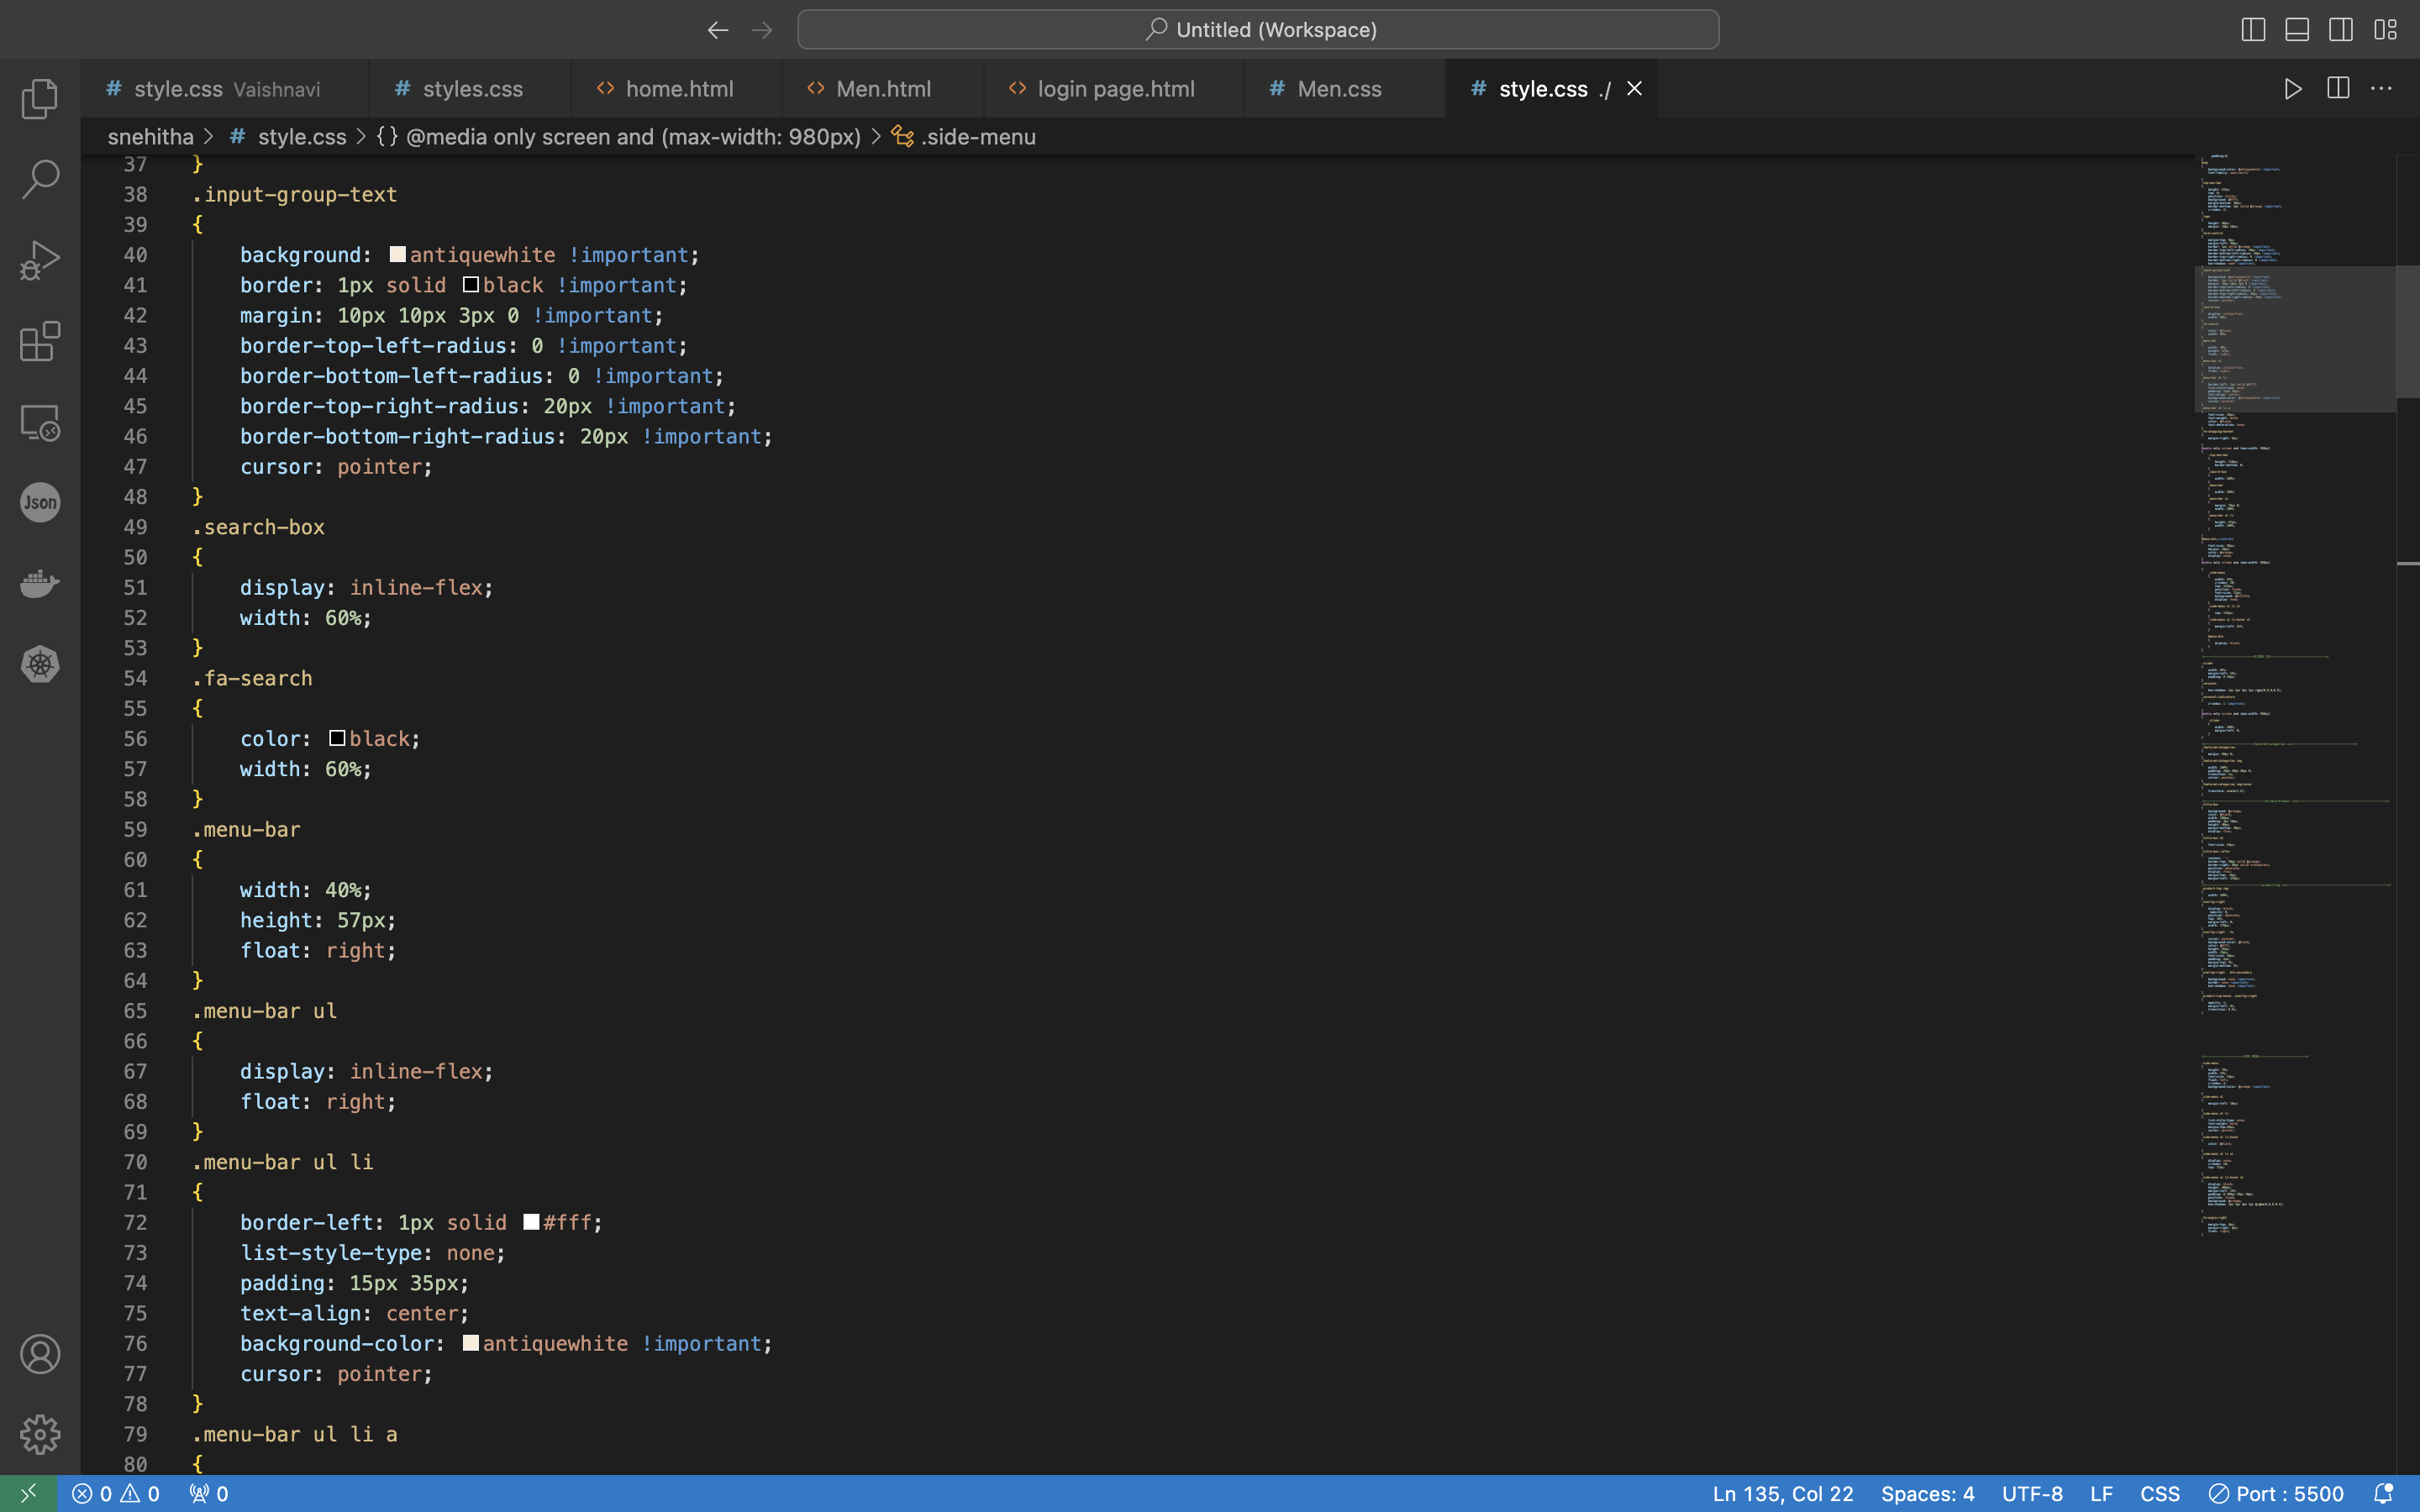 Untitled (Workspace)
# style.css Vaishnavi
# styles.css
<> home.html
<> Men.html
<> login page.html
# Men.css
# style.css ./
snehitha > # style.css > {} @media only screen and (max-width: 980px) > .side-menu
37 }
38 .input-group-text
39 {
40 background: antiquewhite !important;
41 border: 1px solid black !important;
42 margin: 10px 10px 3px 0 !important;
43 border-top-left-radius: 0 !important;
44 border-bottom-left-radius: 0 !important;
45 border-top-right-radius: 20px !important;
46 border-bottom-right-radius: 20px !important;
47 cursor: pointer;
48 }
49 .search-box
50 {
51 display: inline-flex;
52 width: 60%;
53 }
54 .fa-search
55 {
56 color: black;
57 width: 60%;
58 }
59 .menu-bar
60 {
61 width: 40%;
62 height: 57px;
63 float: right;
64 }
65 .menu-bar ul
66 {
67 display: inline-flex;
68 float: right;
69 }
70 .menu-bar ul li
71 {
72 border-left: 1px solid #fff;
73 list-style-type: none;
74 padding: 15px 35px;
75 text-align: center;
76 background-color: antiquewhite !important;
77 cursor: pointer;
78 }
79 .menu-bar ul li a
80 {
Json
0 0 0
Ln 135, Col 22 Spaces: 4 UTF-8 LF CSS Port : 5500